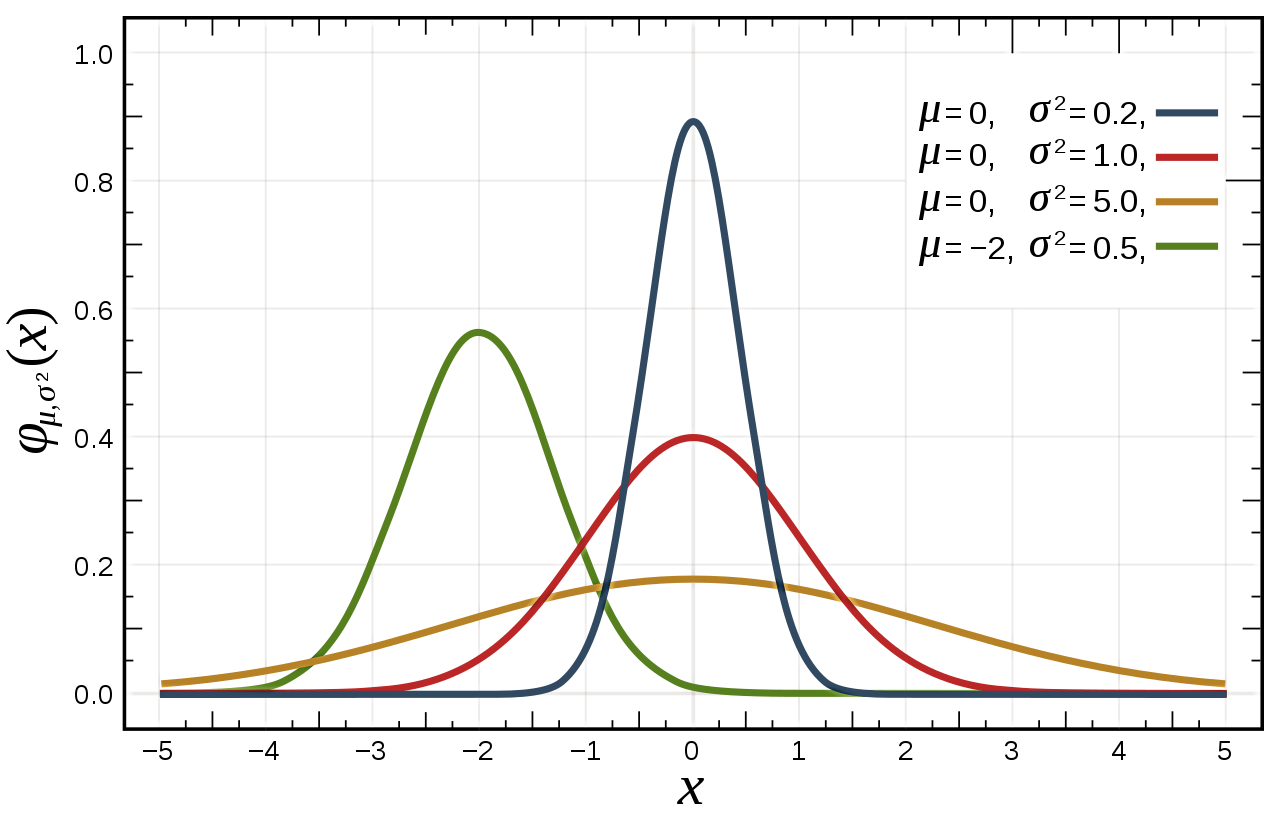 1.0
0.8
0.6
0.4
0.2
0.0
φμ,σ²(x)
μ = 0, σ² = 0.2,
μ = 0, σ² = 1.0,
μ = 0, σ² = 5.0,
μ = −2, σ² = 0.5,
−5 −4 −3 −2 −1 0 1 2 3 4 5
x